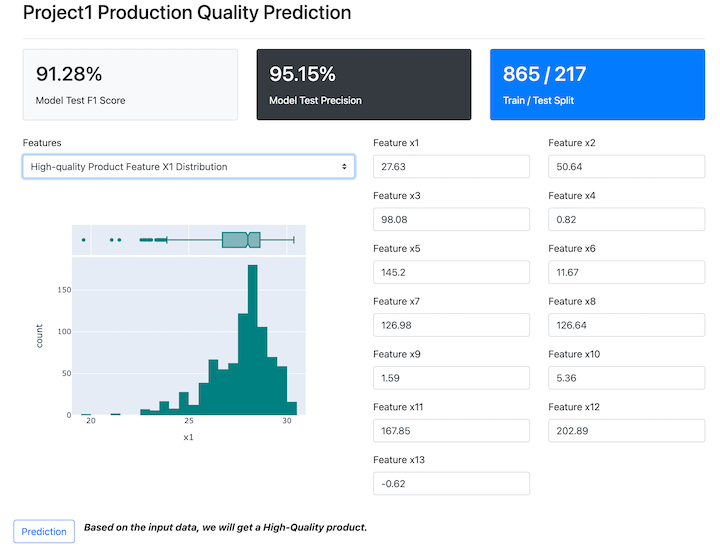 Project1 Production Quality Prediction
91.28%
Model Test F1 Score
95.15%
Model Test Precision
865 / 217
Train / Test Split
Features
High-quality Product Feature X1 Distribution
150
100
50
0
count
20 25 30
x1
Feature x1
27.63
Feature x2
50.64
Feature x3
98.08
Feature x4
0.82
Feature x5
145.2
Feature x6
11.67
Feature x7
126.98
Feature x8
126.64
Feature x9
1.59
Feature x10
5.36
Feature x11
167.85
Feature x12
202.89
Feature x13
-0.62
Prediction
Based on the input data, we will get a High-Quality product.